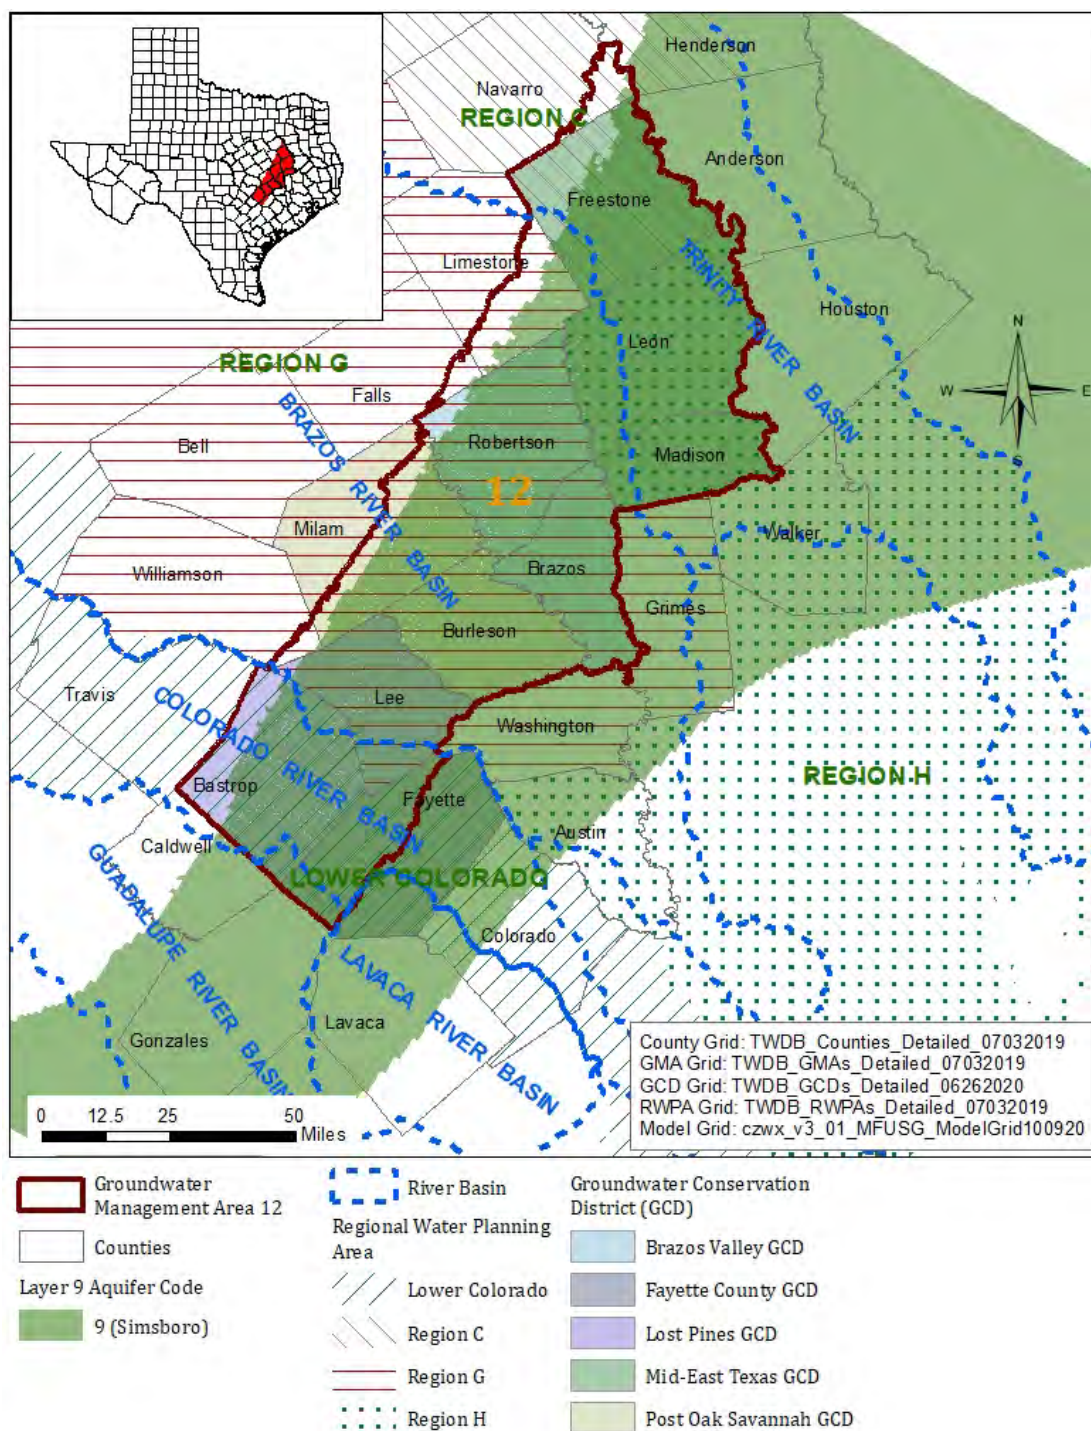 Henderson
Navarro
REGION C
Anderson
Freestone
TRINITY RIVER BASIN
Limestone
Houston
N
W
E
S
León
REGION G
Falls
BRAZOS RIVER BASIN
Bell
Robertson
Madison
12
Milam
Walker
Williamson
Brazos
Grimes
Burleson
Travis
Lee
COLORADO RIVER BASIN
Washington
REGION H
Bastrop
Fayette
Austin
Caldwell
LOWER COLORADO
GUADALUPE RIVER BASIN
Colorado
LAVACA RIVER BASIN
Lavaca
Gonzales
County Grid: TWDB_Counties_Detailed_07032019
GMA Grid: TWDB_GMAs_Detailed_07032019
GCD Grid: TWDB_GCDs_Detailed_06262020
RWPA Grid: TWDB_RWPAs_Detailed_07032019
Model Grid: czwx_v3_01_MFUSG_ModelGrid100920
0 12.5 25 50
Miles
Groundwater
Management Area 12
Counties
Layer 9 Aquifer Code
9 (Simsboro)
River Basin
Regional Water Planning
Area
Lower Colorado
Region C
Region G
Region H
Groundwater Conservation
District (GCD)
Brazos Valley GCD
Fayette County GCD
Lost Pines GCD
Mid-East Texas GCD
Post Oak Savannah GCD